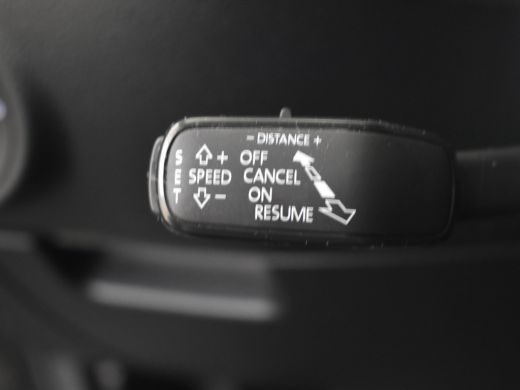 - DISTANCE +
S + OFF
E SPEED CANCEL
T - ON
RESUME